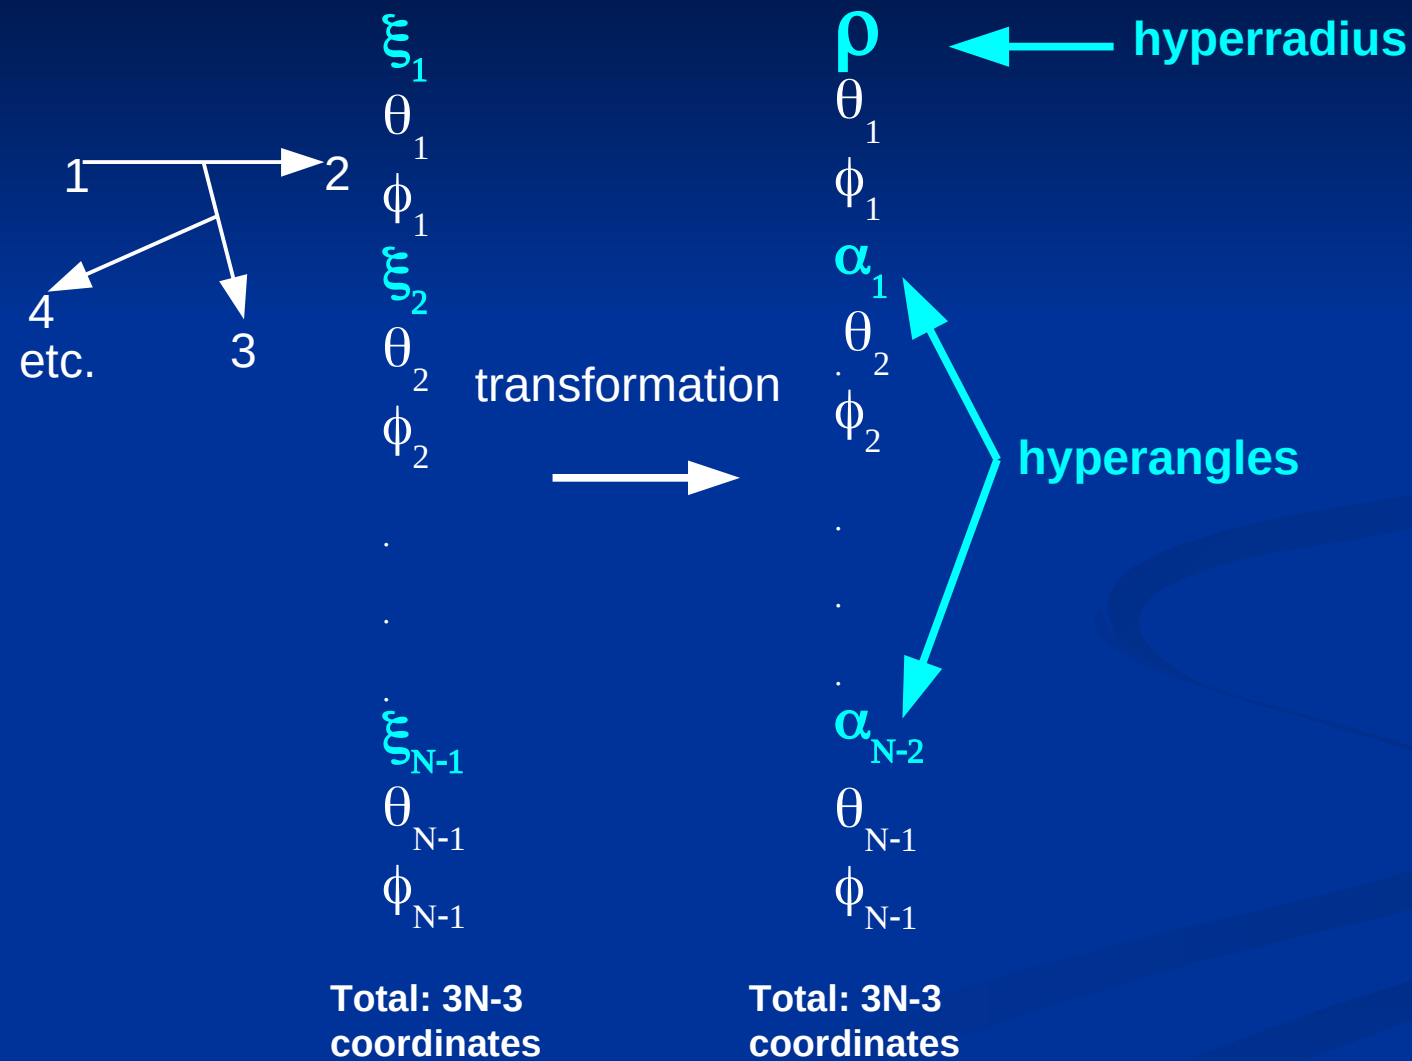 1
2
3
4
etc.
ξ1
θ1
ϕ1
ξ2
θ2
ϕ2
.
.
.
ξN-1
θN-1
ϕN-1
Total: 3N-3
coordinates
transformation
ρ
θ1
ϕ1
α1
θ2
.
ϕ2
.
.
.
αN-2
θN-1
ϕN-1
Total: 3N-3
coordinates
hyperradius
hyperangles